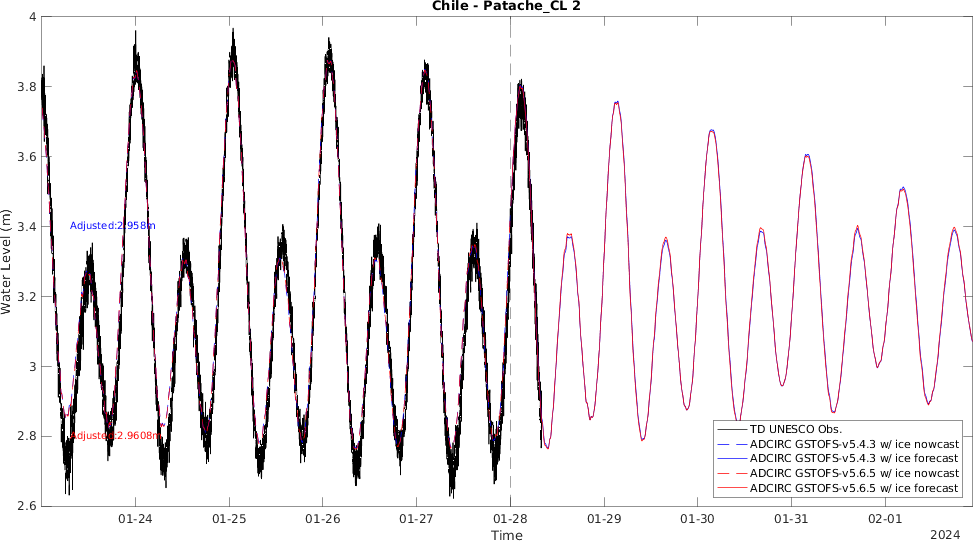 Chile - Patache_CL 2
4
3.8
3.6
3.4
3.2
3
2.8
2.6
Water Level (m)
Adjusted:2.958m
Adjusted:2.9608m
TD UNESCO Obs.
ADCIRC GSTOFS-v5.4.3 w/ ice nowcast
ADCIRC GSTOFS-v5.4.3 w/ ice forecast
ADCIRC GSTOFS-v5.6.5 w/ ice nowcast
ADCIRC GSTOFS-v5.6.5 w/ ice forecast
01-24 01-25 01-26 01-27 01-28 01-29 01-30 01-31 02-01
Time
2024